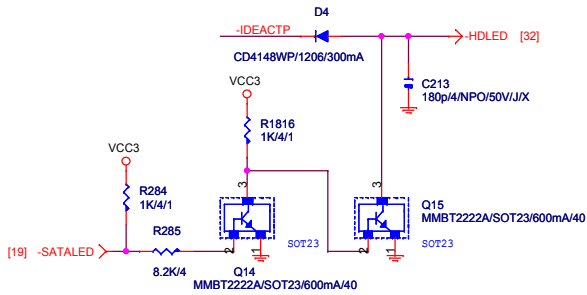 D4
-IDEACTP
-HDLED [32]
CD4148WP/1206/300mA
VCC3
C213
180p/4/NPO/50V/J/X
R1816
1K/4/1
VCC3
R284
1K/4/1
3
3
Q15
MMBT2222A/SOT23/600mA/40
R285
[19] -SATALED
2
1
SOT23
2
1
SOT23
8.2K/4
Q14
MMBT2222A/SOT23/600mA/40